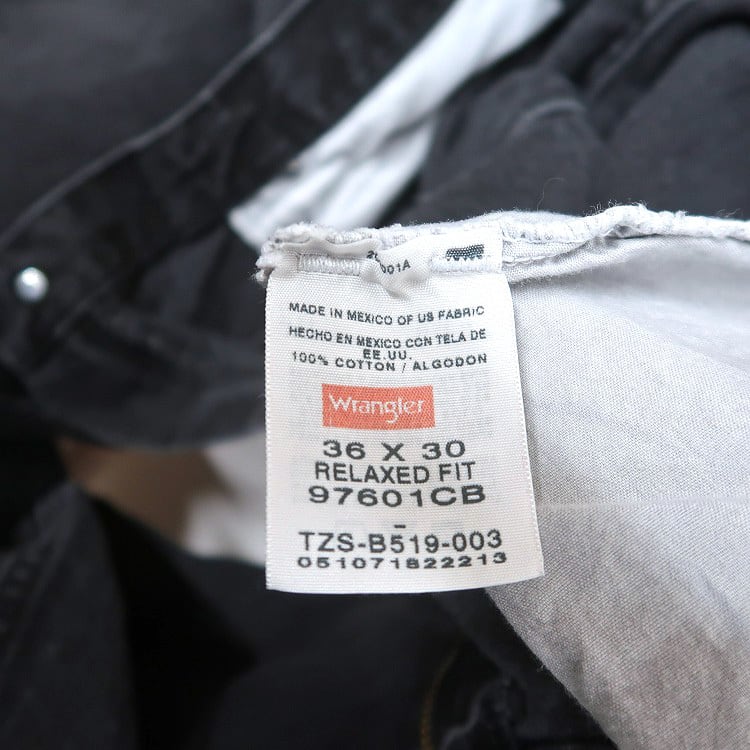 001A
MADE IN MEXICO OF US FABRIC
HECHO EN MEXICO CON TELA DE
EE.UU.
100% COTTON / ALGODON
Wrangler
36 X 30
RELAXED FIT
97601CB
-
TZS-B519-003
051071822213